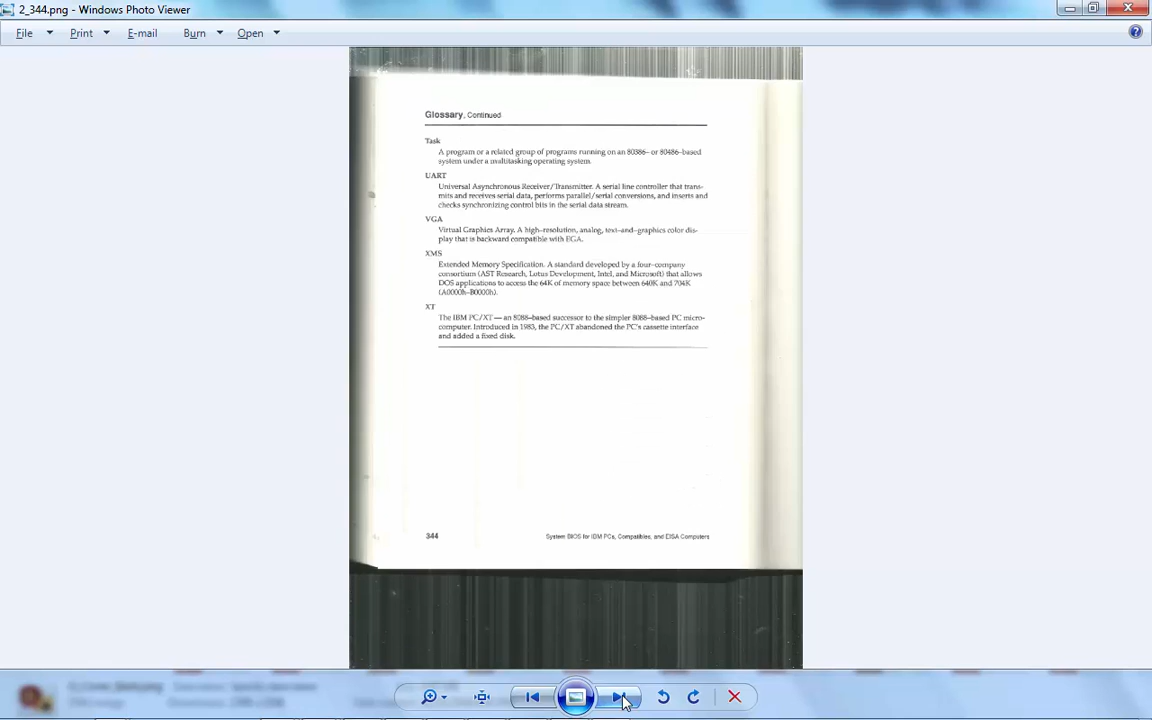 2_344.png - Windows Photo Viewer
File Print E-mail Burn Open
Glossary, Continued
Task
A program or a related group of programs running on an 80386- or 80486-based
system under a multitasking operating system.
UART
Universal Asynchronous Receiver/Transmitter. A serial line controller that trans-
mits and receives serial data, performs parallel/serial conversions, and inserts and
checks synchronizing control bits in the serial data stream.
VGA
Virtual Graphics Array. A high-resolution, analog, text-and-graphics color dis-
play that is backward compatible with EGA.
XMS
Extended Memory Specification. A standard developed by a four-company
consortium (AST Research, Lotus Development, Intel, and Microsoft) that allows
DOS applications to access the 64K of memory space between 640K and 704K
(A0000h-B0000h).
XT
The IBM PC/XT — an 8088-based successor to the simpler 8088-based PC micro-
computer. Introduced in 1983, the PC/XT abandoned the PC's cassette interface
and added a fixed disk.
344 System BIOS for IBM PCs, Compatibles, and EISA Computers